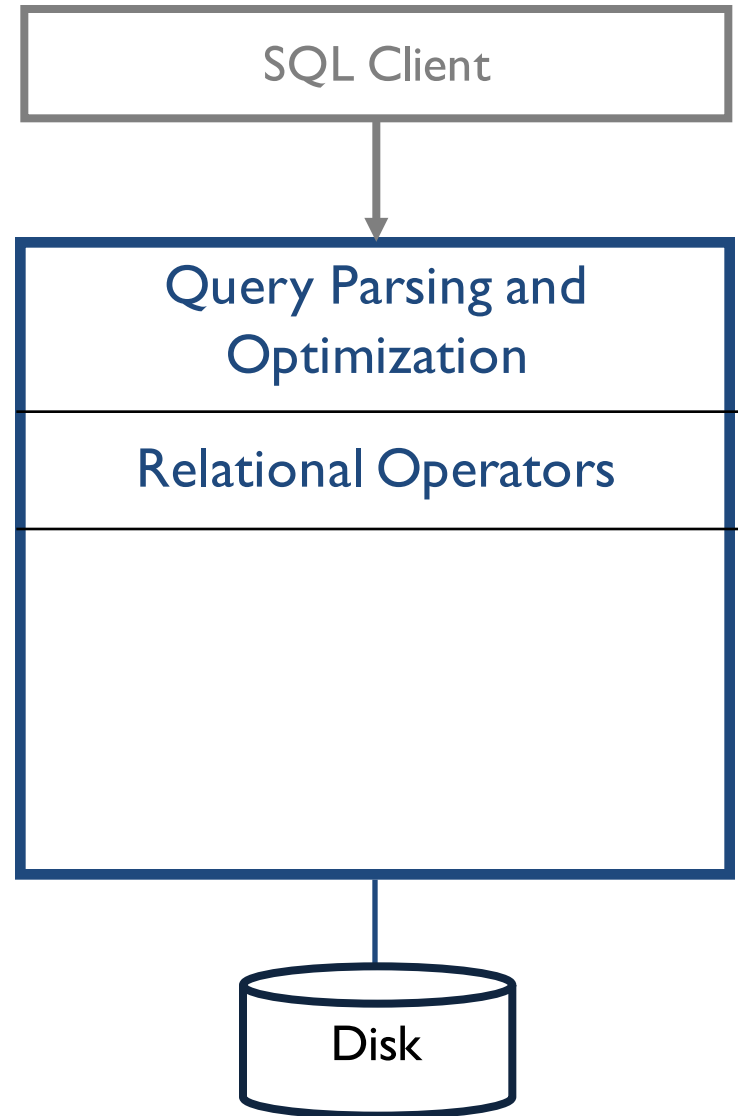 SQL Client
Query Parsing and
Optimization
Relational Operators
Disk